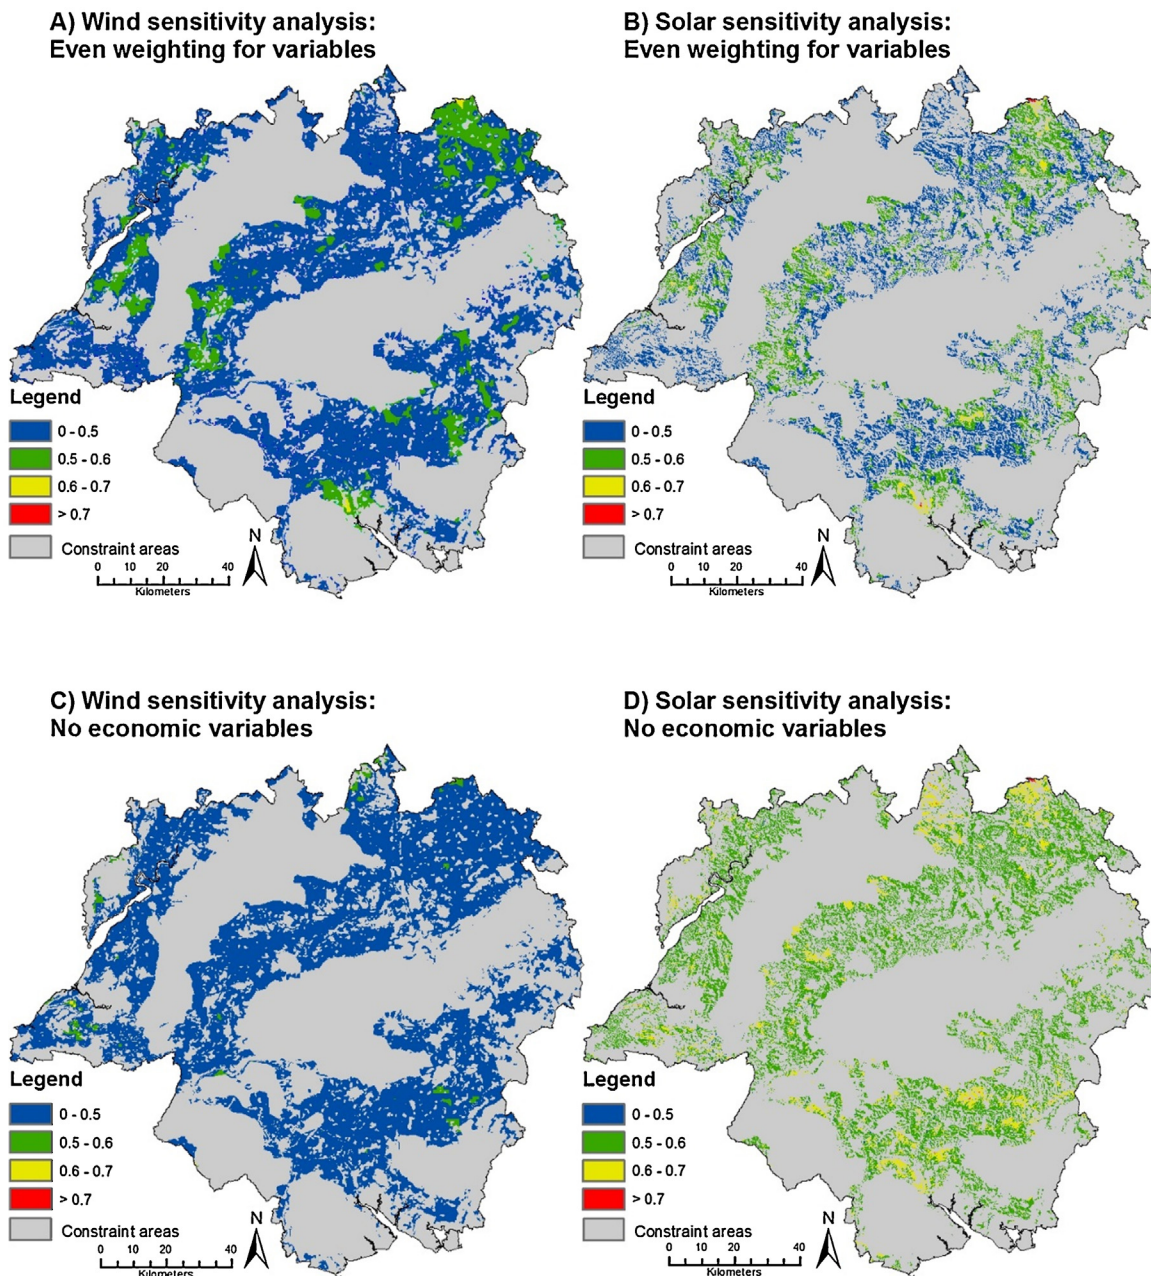 A) Wind sensitivity analysis:
Even weighting for variables
Legend
0 - 0.5
0.5 - 0.6
0.6 - 0.7
> 0.7
Constraint areas
N
0 10 20 40
Kilometers
B) Solar sensitivity analysis:
Even weighting for variables
Legend
0 - 0.5
0.5 - 0.6
0.6 - 0.7
> 0.7
Constraint areas
N
0 10 20 40
Kilometers
C) Wind sensitivity analysis:
No economic variables
Legend
0 - 0.5
0.5 - 0.6
0.6 - 0.7
> 0.7
Constraint areas
N
0 10 20 40
Kilometers
D) Solar sensitivity analysis:
No economic variables
Legend
0 - 0.5
0.5 - 0.6
0.6 - 0.7
> 0.7
Constraint areas
N
0 10 20 40
Kilometers